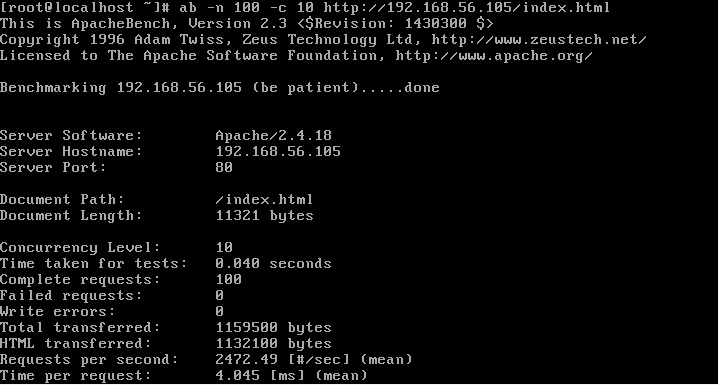 [root@localhost ~]# ab -n 100 -c 10 http://192.168.56.105/index.html
This is ApacheBench, Version 2.3 <$Revision: 1430300 $>
Copyright 1996 Adam Twiss, Zeus Technology Ltd, http://www.zeustech.net/
Licensed to The Apache Software Foundation, http://www.apache.org/
Benchmarking 192.168.56.105 (be patient).....done
Server Software:        Apache/2.4.18
Server Hostname:        192.168.56.105
Server Port:            80
Document Path:          /index.html
Document Length:        11321 bytes
Concurrency Level:      10
Time taken for tests:   0.040 seconds
Complete requests:      100
Failed requests:        0
Write errors:           0
Total transferred:      1159500 bytes
HTML transferred:       1132100 bytes
Requests per second:    2472.49 [#/sec] (mean)
Time per request:       4.045 [ms] (mean)